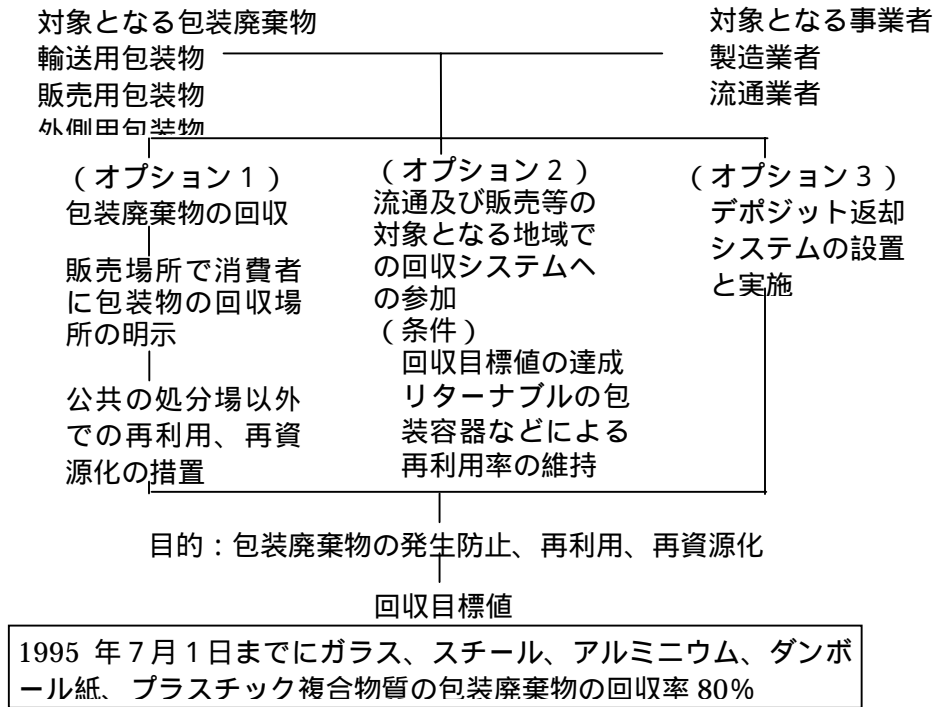 対象となる包装廃棄物
輸送用包装物
販売用包装物
外側用包装物
対象となる事業者
製造業者
流通業者
（オプション１）
包装廃棄物の回収
販売場所で消費者
に包装物の回収場
所の明示
公共の処分場以外
での再利用、再資
源化の措置
（オプション２）
流通及び販売等の
対象となる地域で
の回収システムへ
の参加
（条件）
回収目標値の達成
リターナブルの包
装容器などによる
再利用率の維持
（オプション３）
デポジット返却
システムの設置
と実施
目的：包装廃棄物の発生防止、再利用、再資源化
回収目標値
1995 年７月１日までにガラス、スチール、アルミニウム、ダンボ
ール紙、プラスチック複合物質の包装廃棄物の回収率 80％